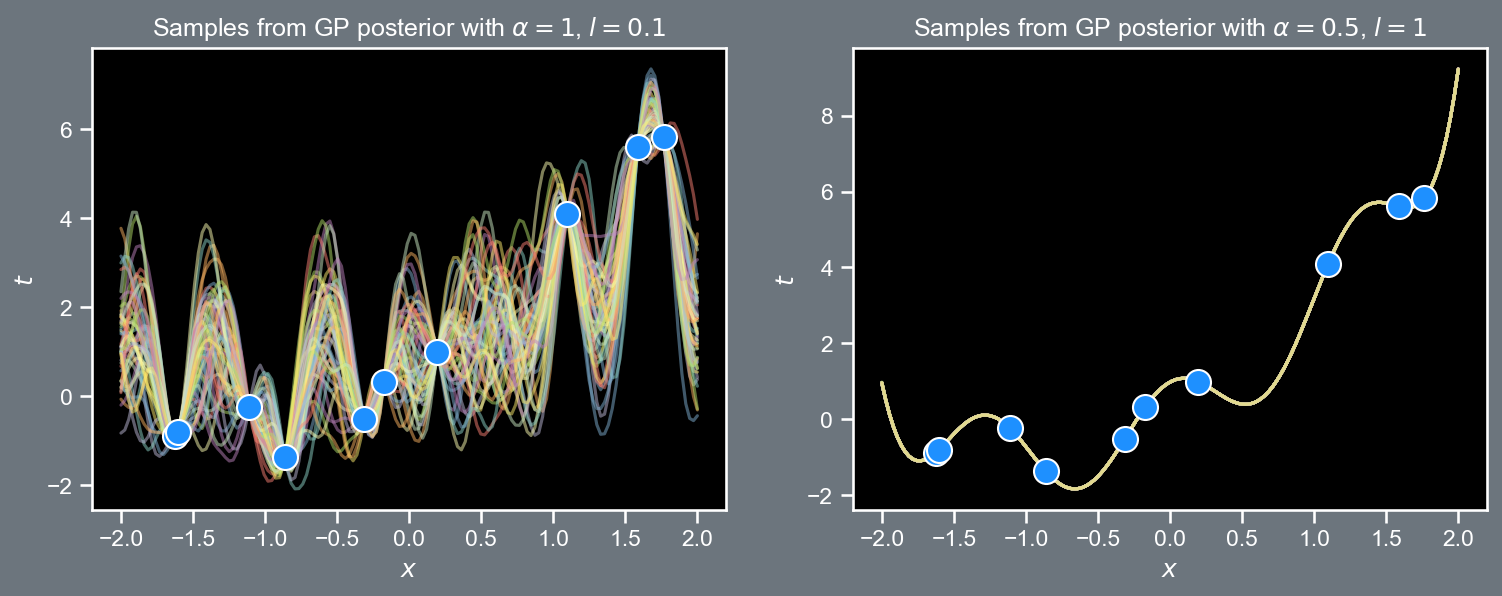 Samples from GP posterior with α = 1, l = 0.1
t
6
4
2
0
−2
−2.0 −1.5 −1.0 −0.5 0.0 0.5 1.0 1.5 2.0
x
Samples from GP posterior with α = 0.5, l = 1
t
8
6
4
2
0
−2
−2.0 −1.5 −1.0 −0.5 0.0 0.5 1.0 1.5 2.0
x